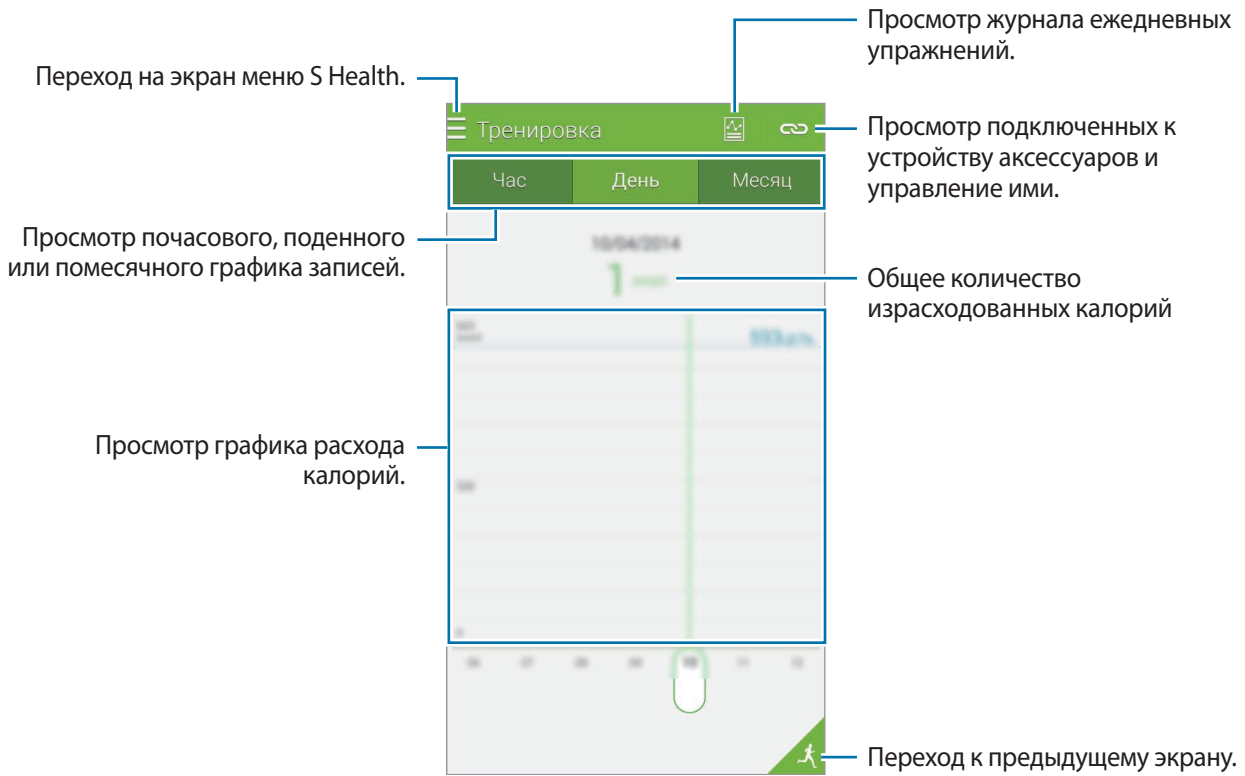 Просмотр журнала ежедневных
упражнений.
Переход на экран меню S Health.
Тренировка
Просмотр подключенных к
устройству аксессуаров и
управление ими.
Час День Месяц
Просмотр почасового, поденного
или помесячного графика записей.
10/04/2014
1
Общее количество
израсходованных калорий
Просмотр графика расхода
калорий.
10
Переход к предыдущему экрану.